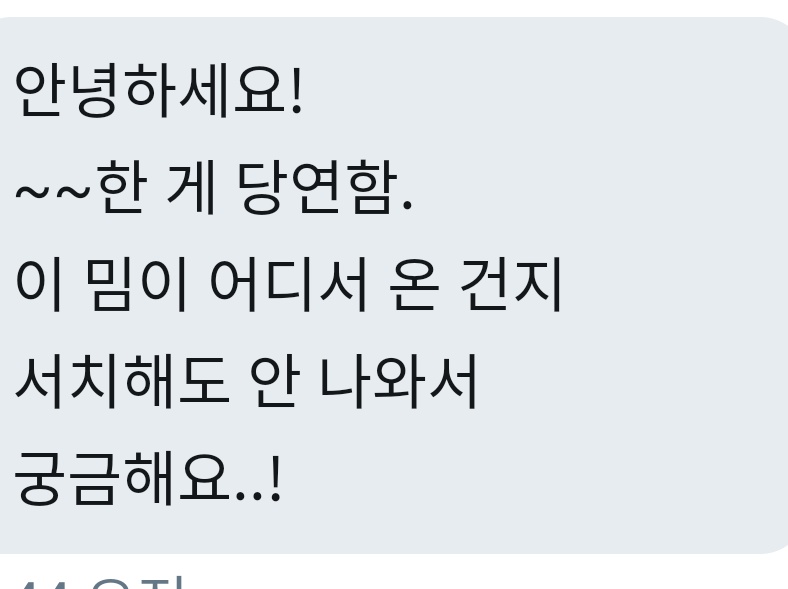 안녕하세요!
~~한 게 당연함.
이 밈이 어디서 온 건지
서치해도 안 나와서
궁금해요..!